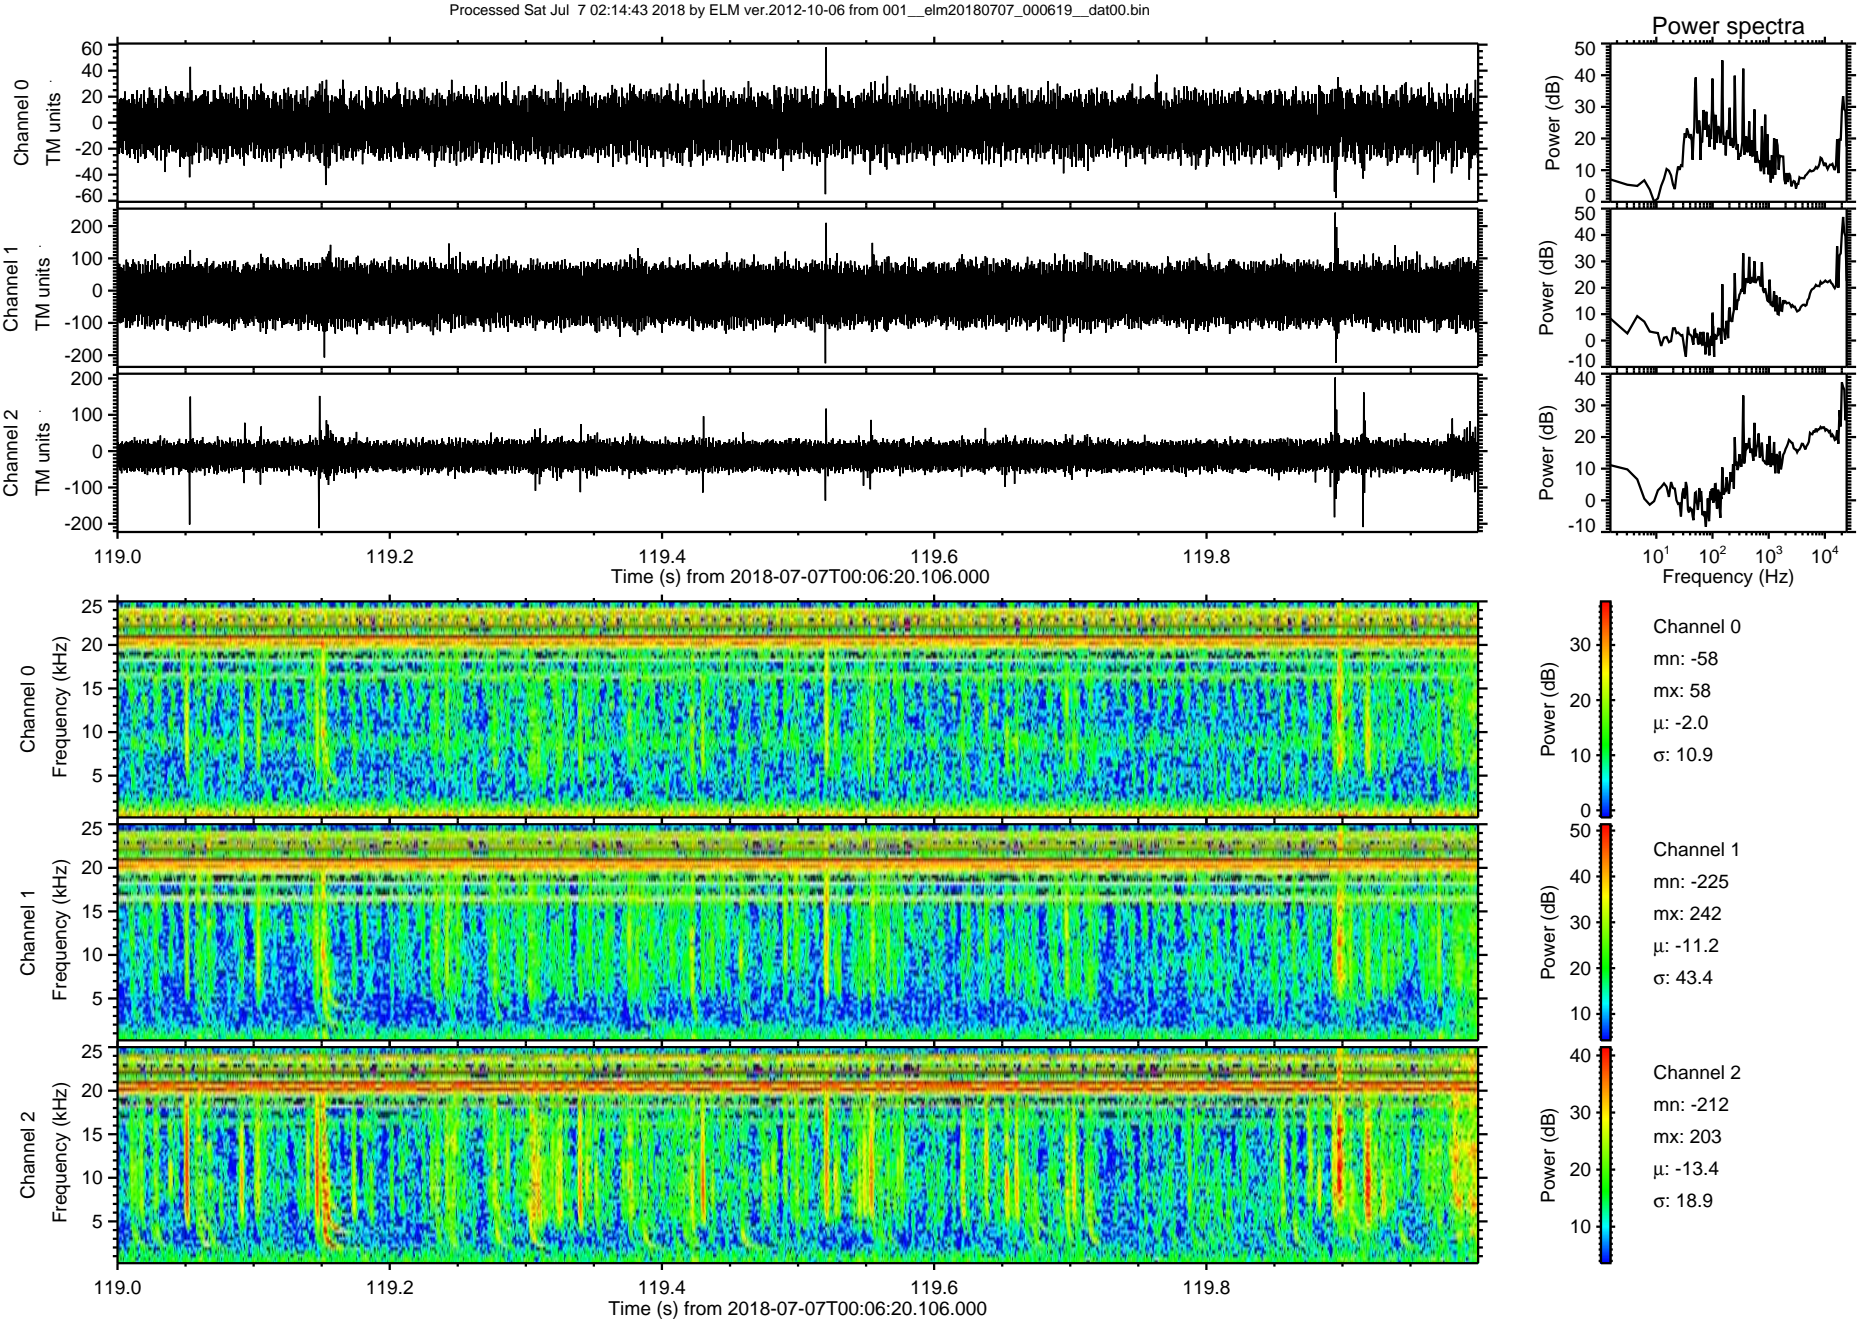 Processed Sat Jul 7 02:14:43 2018 by ELM ver.2012-10-06 from 001__elm20180707_000619__dat00.bin
Power spectra
Channel 0
TM units
60
40
20
0
-20
-40
-60
Power (dB)
50
40
30
20
10
0
Channel 1
TM units
200
100
0
-100
-200
Power (dB)
50
40
30
20
10
0
-10
Channel 2
TM units
200
100
0
-100
-200
Power (dB)
40
30
20
10
0
-10
119.0 119.2 119.4 119.6 119.8
Time (s) from 2018-07-07T00:06:20.106.000
10¹ 10² 10³ 10⁴
Frequency (Hz)
Channel 0
Frequency (kHz)
25
20
15
10
5
Power (dB)
30
20
10
0
Channel 0
mn: -58
mx: 58
μ: -2.0
σ: 10.9
Channel 1
Frequency (kHz)
25
20
15
10
5
Power (dB)
50
40
30
20
10
Channel 1
mn: -225
mx: 242
μ: -11.2
σ: 43.4
Channel 2
Frequency (kHz)
25
20
15
10
5
Power (dB)
40
30
20
10
Channel 2
mn: -212
mx: 203
μ: -13.4
σ: 18.9
119.0 119.2 119.4 119.6 119.8
Time (s) from 2018-07-07T00:06:20.106.000